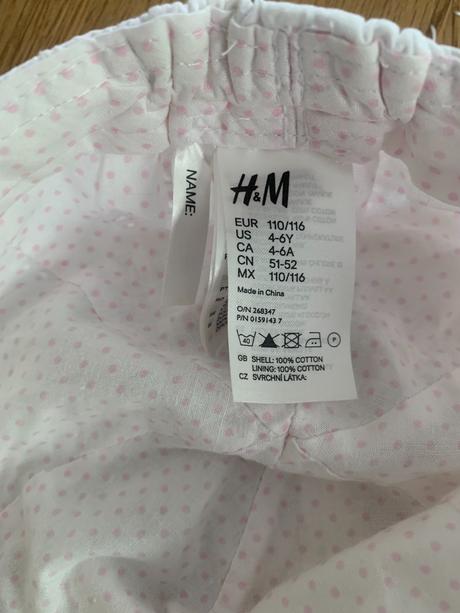 NAME:
H&M
EUR 110/116
US 4-6Y
CA 4-6A
CN 51-52
MX 110/116
Made in China
O/N 268347
P/N 0159143 7
40
P
GB SHELL: 100% COTTON
LINING: 100% COTTON
CZ SVRCHNÍ LÁTKA: